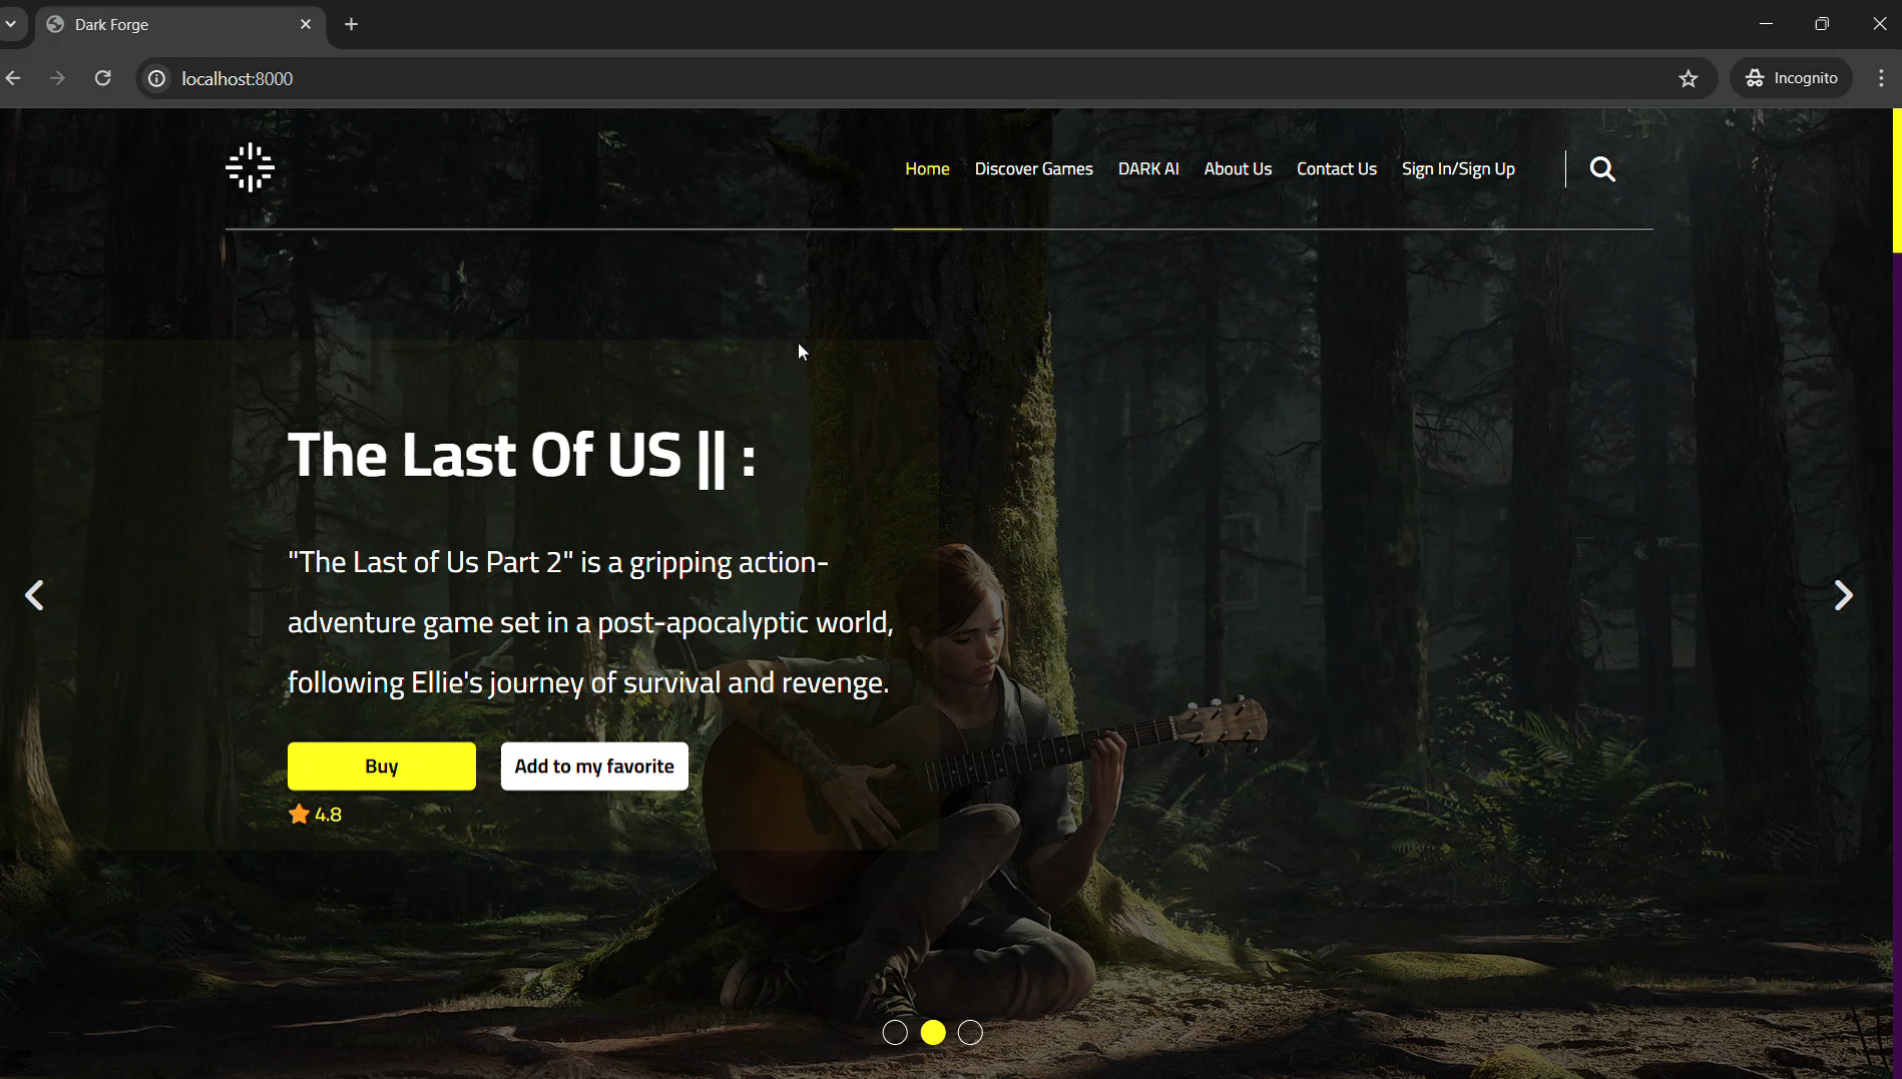 Dark Forge
localhost:8000
Incognito
Home Discover Games DARK AI About Us Contact Us Sign In/Sign Up
The Last Of US || :
"The Last of Us Part 2" is a gripping action-
adventure game set in a post-apocalyptic world,
following Ellie's journey of survival and revenge.
Buy Add to my favorite
4.8